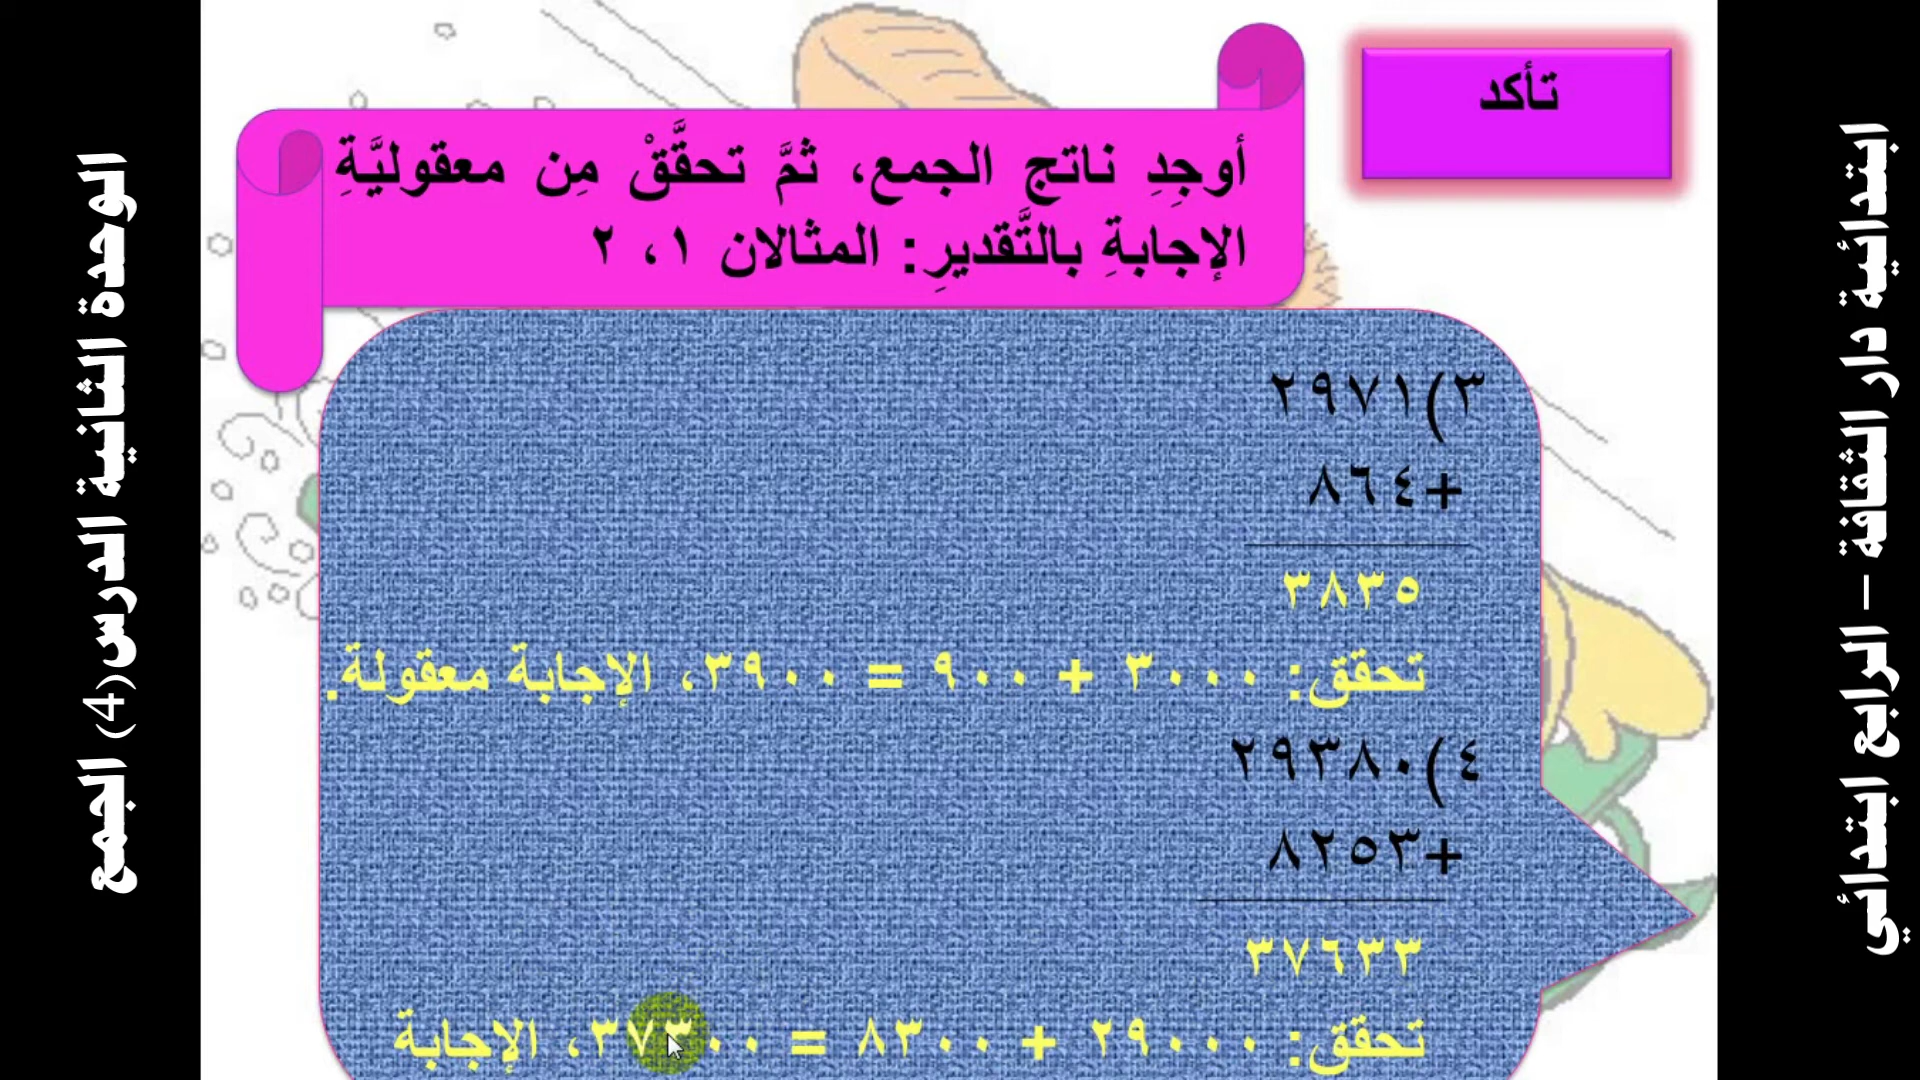 تأكد
أوجِدِ ناتج الجمع، ثمَّ تحقَّقْ مِن معقوليَّةِ
الإجابةِ بالتَّقديرِ: المثالان ١، ٢
٣)٢٩٧١
+٨٦٤
٣٨٣٥
تحقق: ٣٠٠٠ + ٩٠٠ = ٣٩٠٠، الإجابة معقولة.
٤)٢٩٣٨٠
+٨٢٥٣
٣٧٦٣٣
تحقق: ٢٩٠٠٠ + ٨٣٠٠ = ٣٧٣٠٠، الإجابة
ابتدائية دار الثقافة – الرابع ابتدائي
الوحدة الثانية الدرس(4) الجمع